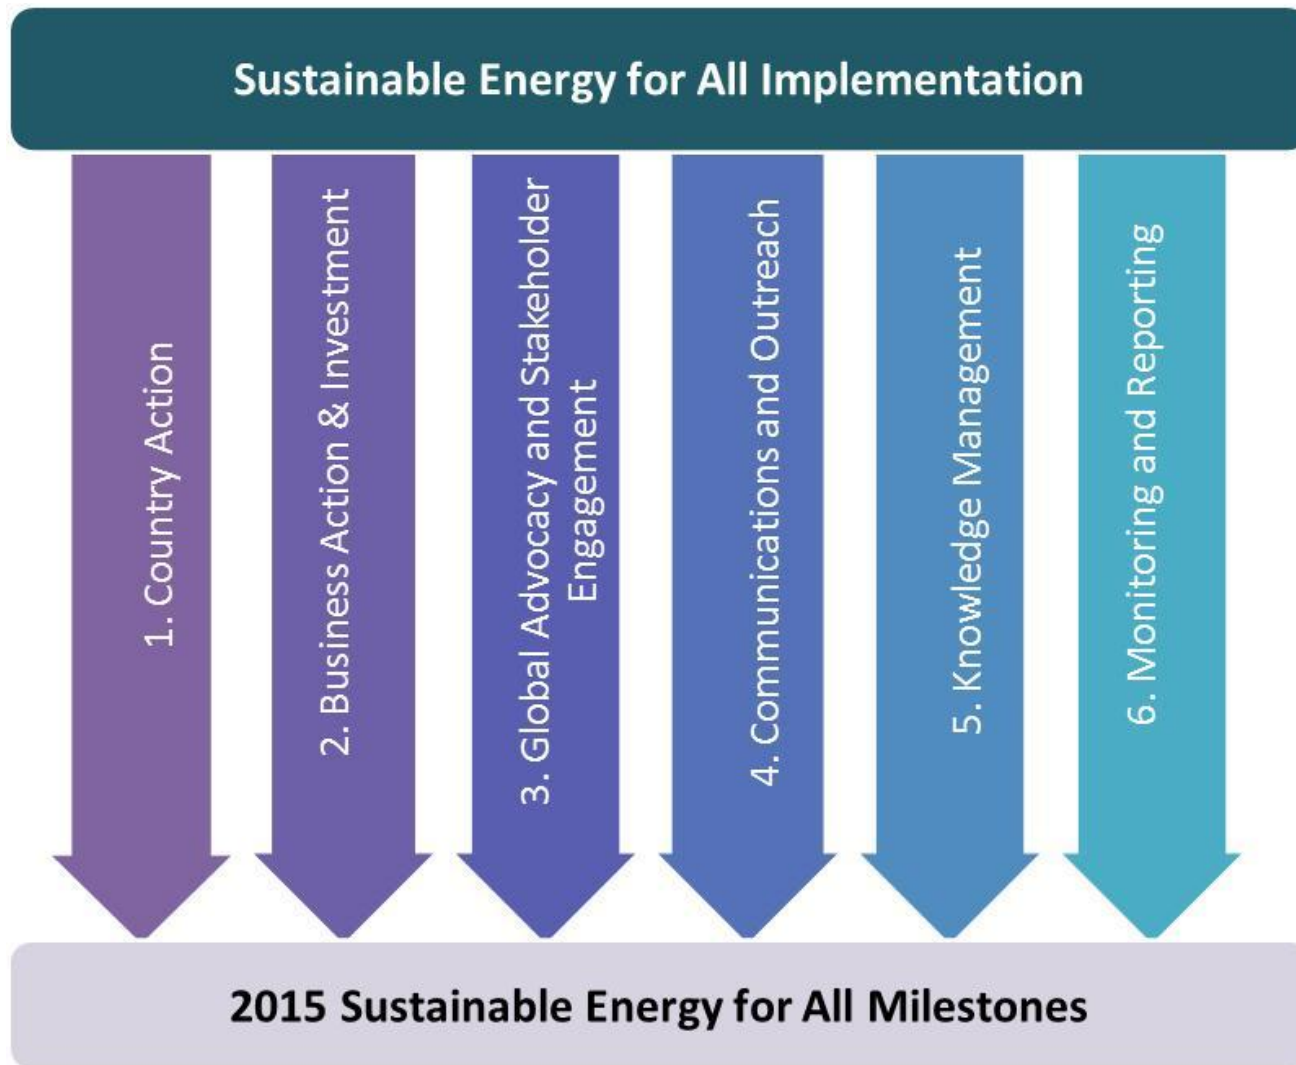 Sustainable Energy for All Implementation
1. Country Action
2. Business Action & Investment
3. Global Advocacy and Stakeholder
Engagement
4. Communications and Outreach
5. Knowledge Management
6. Monitoring and Reporting
2015 Sustainable Energy for All Milestones